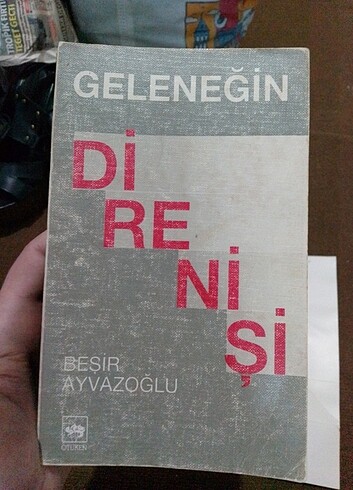 GELENEĞİN
Dİ
RE
Nİ
Şİ
BEŞİR
AYVAZOĞLU
ÖTÜKEN